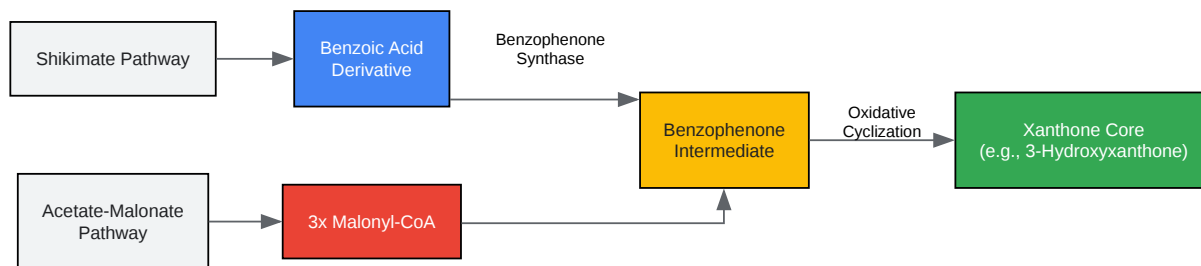 Shikimate Pathway
Benzoic Acid
Derivative
Benzophenone
Synthase
Benzophenone
Intermediate
Oxidative
Cyclization
Xanthone Core
(e.g., 3-Hydroxyxanthone)
Acetate-Malonate
Pathway
3x Malonyl-CoA